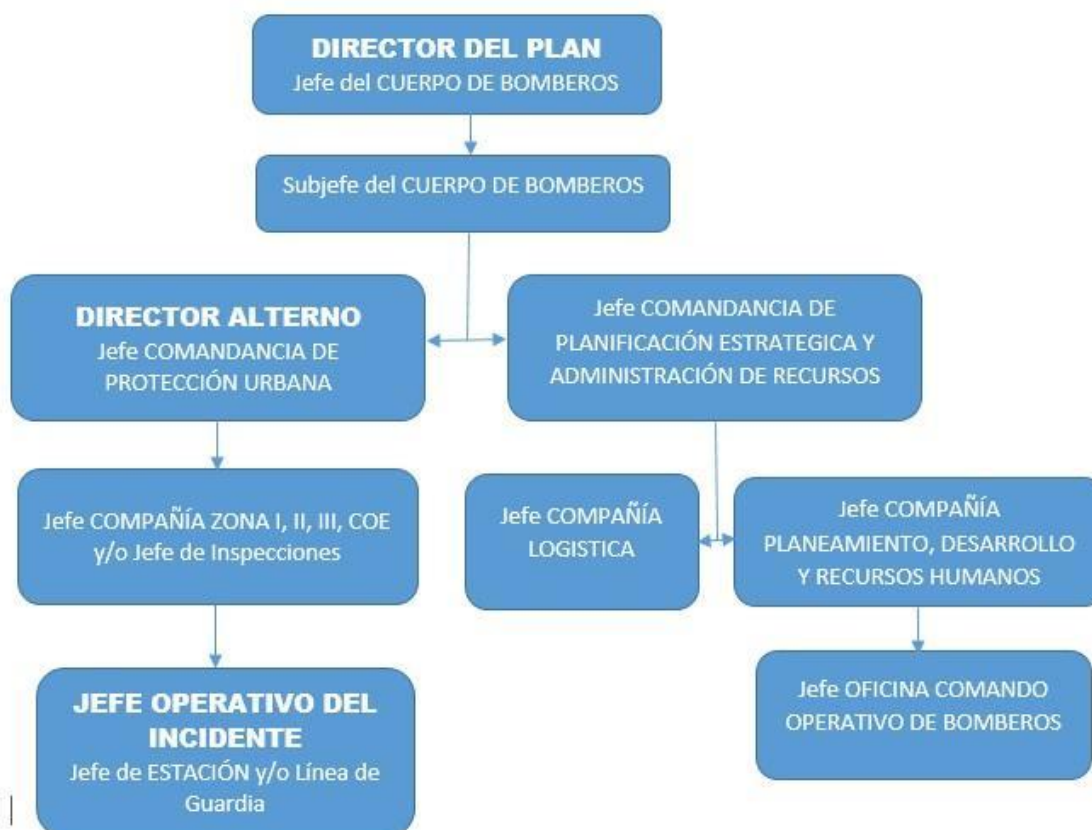 DIRECTOR DEL PLAN
Jefe del CUERPO DE BOMBEROS
Subjefe del CUERPO DE BOMBEROS
DIRECTOR ALTERNO
Jefe COMANDANCIA DE
PROTECCIÓN URBANA
Jefe COMANDANCIA DE
PLANIFICACIÓN ESTRATEGICA Y
ADMINISTRACIÓN DE RECURSOS
Jefe COMPAÑÍA ZONA I, II, III, COE
y/o Jefe de Inspecciones
Jefe COMPAÑÍA
LOGISTICA
Jefe COMPAÑÍA
PLANEAMIENTO, DESARROLLO
Y RECURSOS HUMANOS
JEFE OPERATIVO DEL
INCIDENTE
Jefe de ESTACIÓN y/o Línea de
Guardia
Jefe OFICINA COMANDO
OPERATIVO DE BOMBEROS